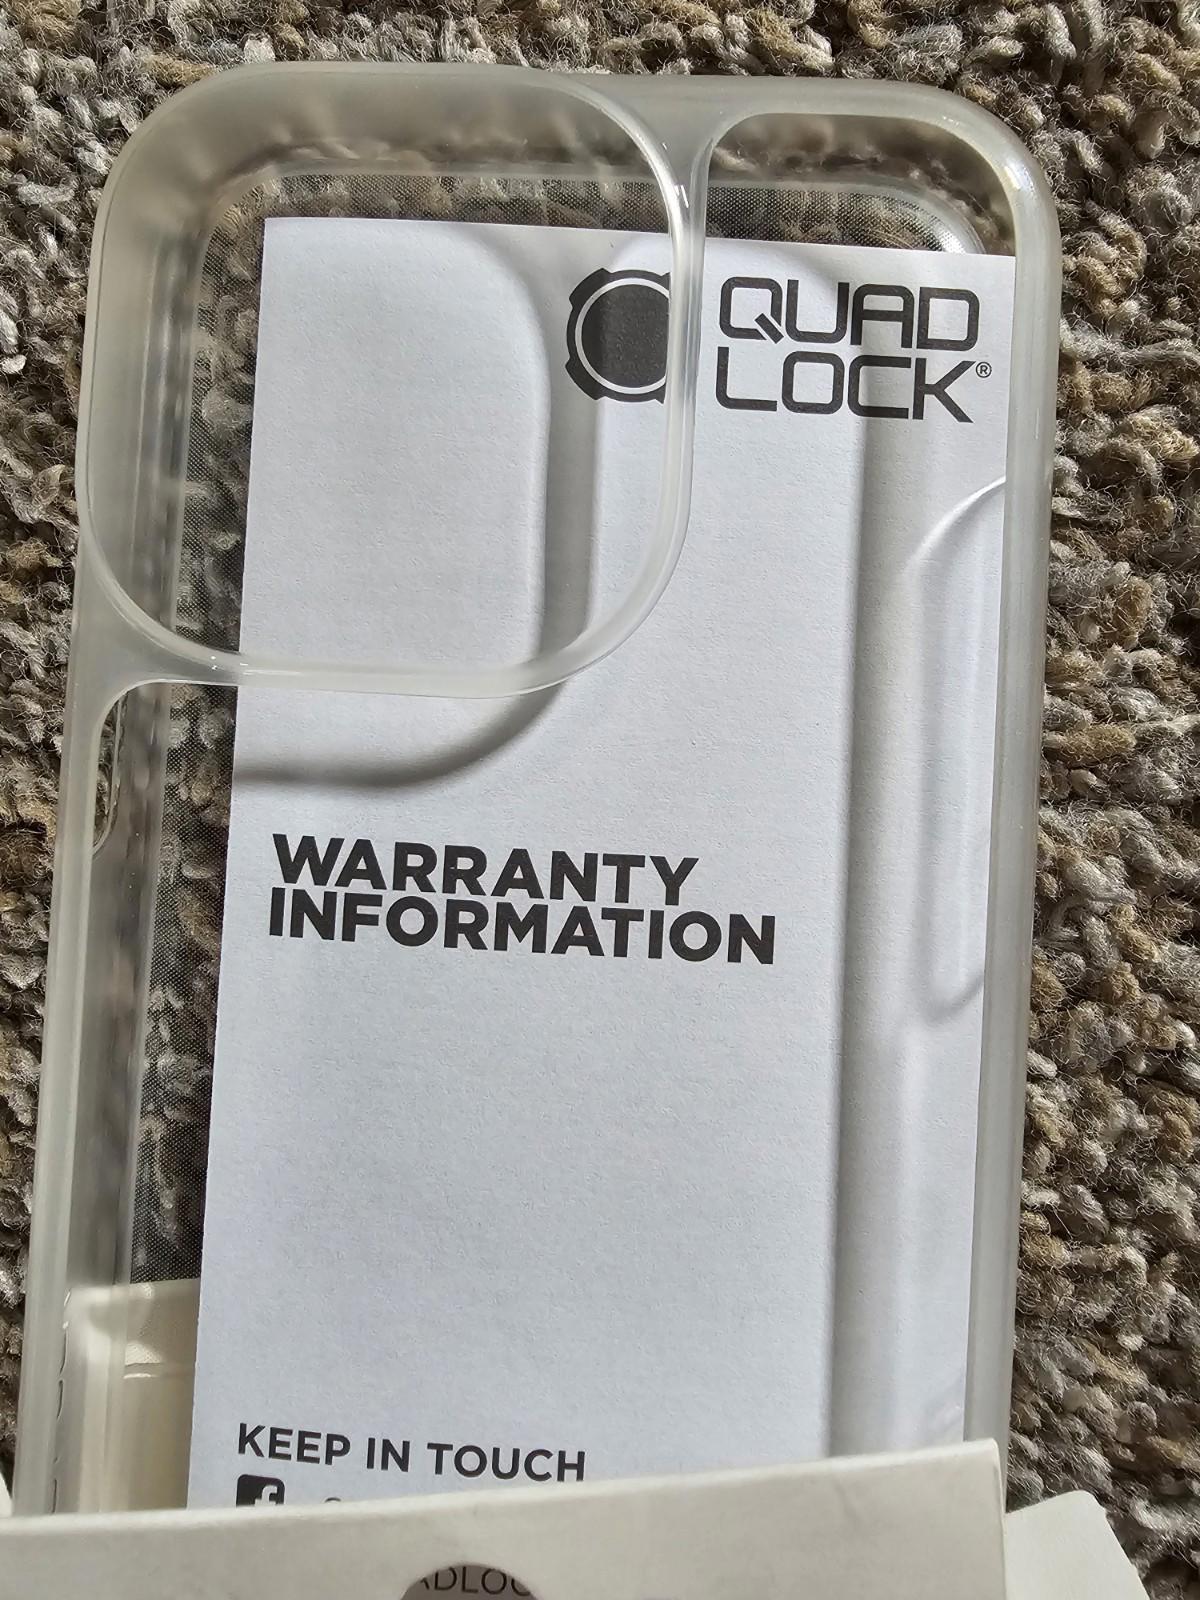 QUAD
LOCK®
WARRANTY
INFORMATION
KEEP IN TOUCH